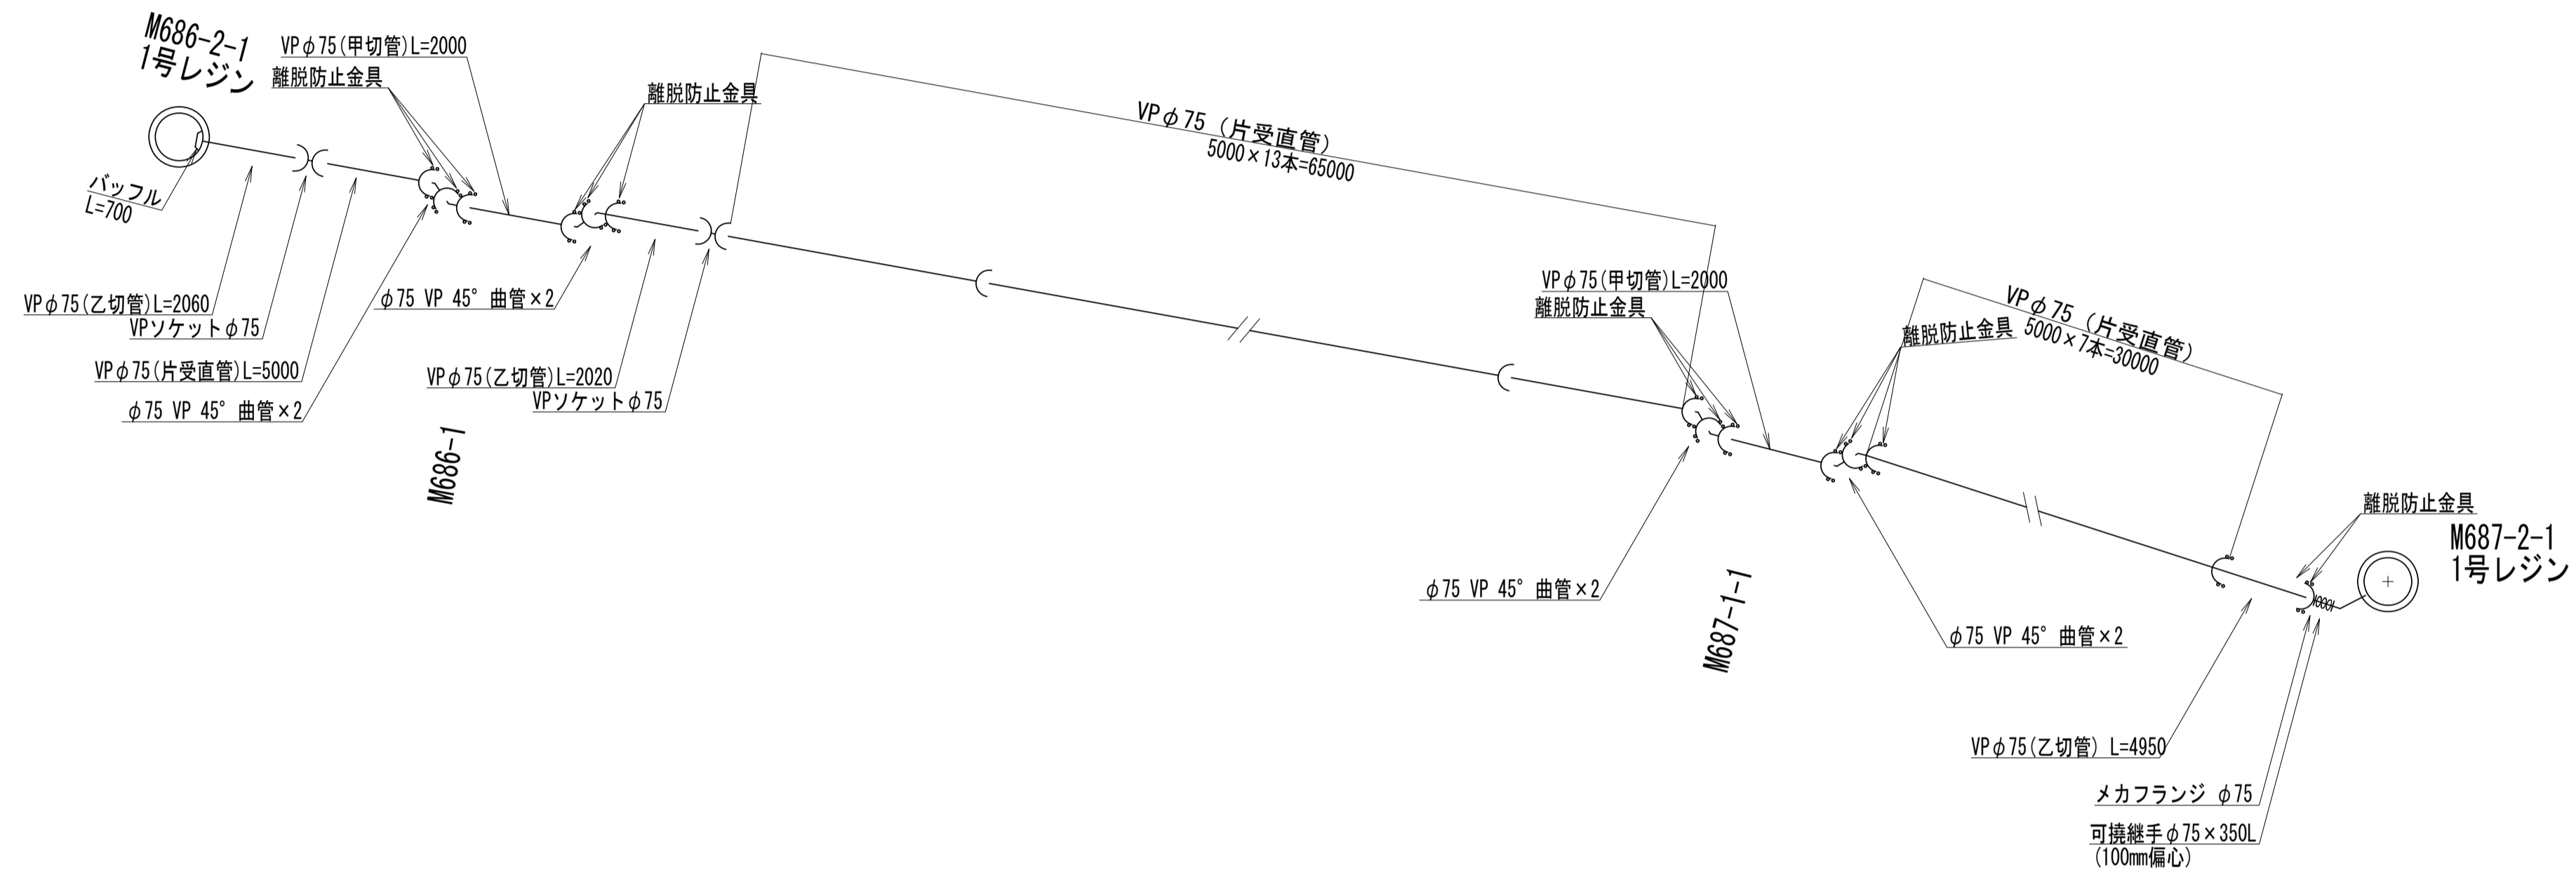 M686-2-1
1号レジン
VPφ75(甲切管)L=2000
離脱防止金具
離脱防止金具
VPφ75 (片受直管)
5000×13本=65000
バッフル
L=700
VPφ75(乙切管)L=2060
VPソケットφ75
VPφ75(片受直管)L=5000
φ75 VP 45° 曲管×2
φ75 VP 45° 曲管×2
VPφ75(乙切管)L=2020
VPソケットφ75
M686-1
VPφ75(甲切管)L=2000
離脱防止金具
VPφ75 (片受直管)
5000×7本=30000
離脱防止金具
φ75 VP 45° 曲管×2
M687-1-1
φ75 VP 45° 曲管×2
離脱防止金具
M687-2-1
1号レジン
VPφ75(乙切管) L=4950
メカフランジ φ75
可撓継手φ75×350L
(100mm偏心)